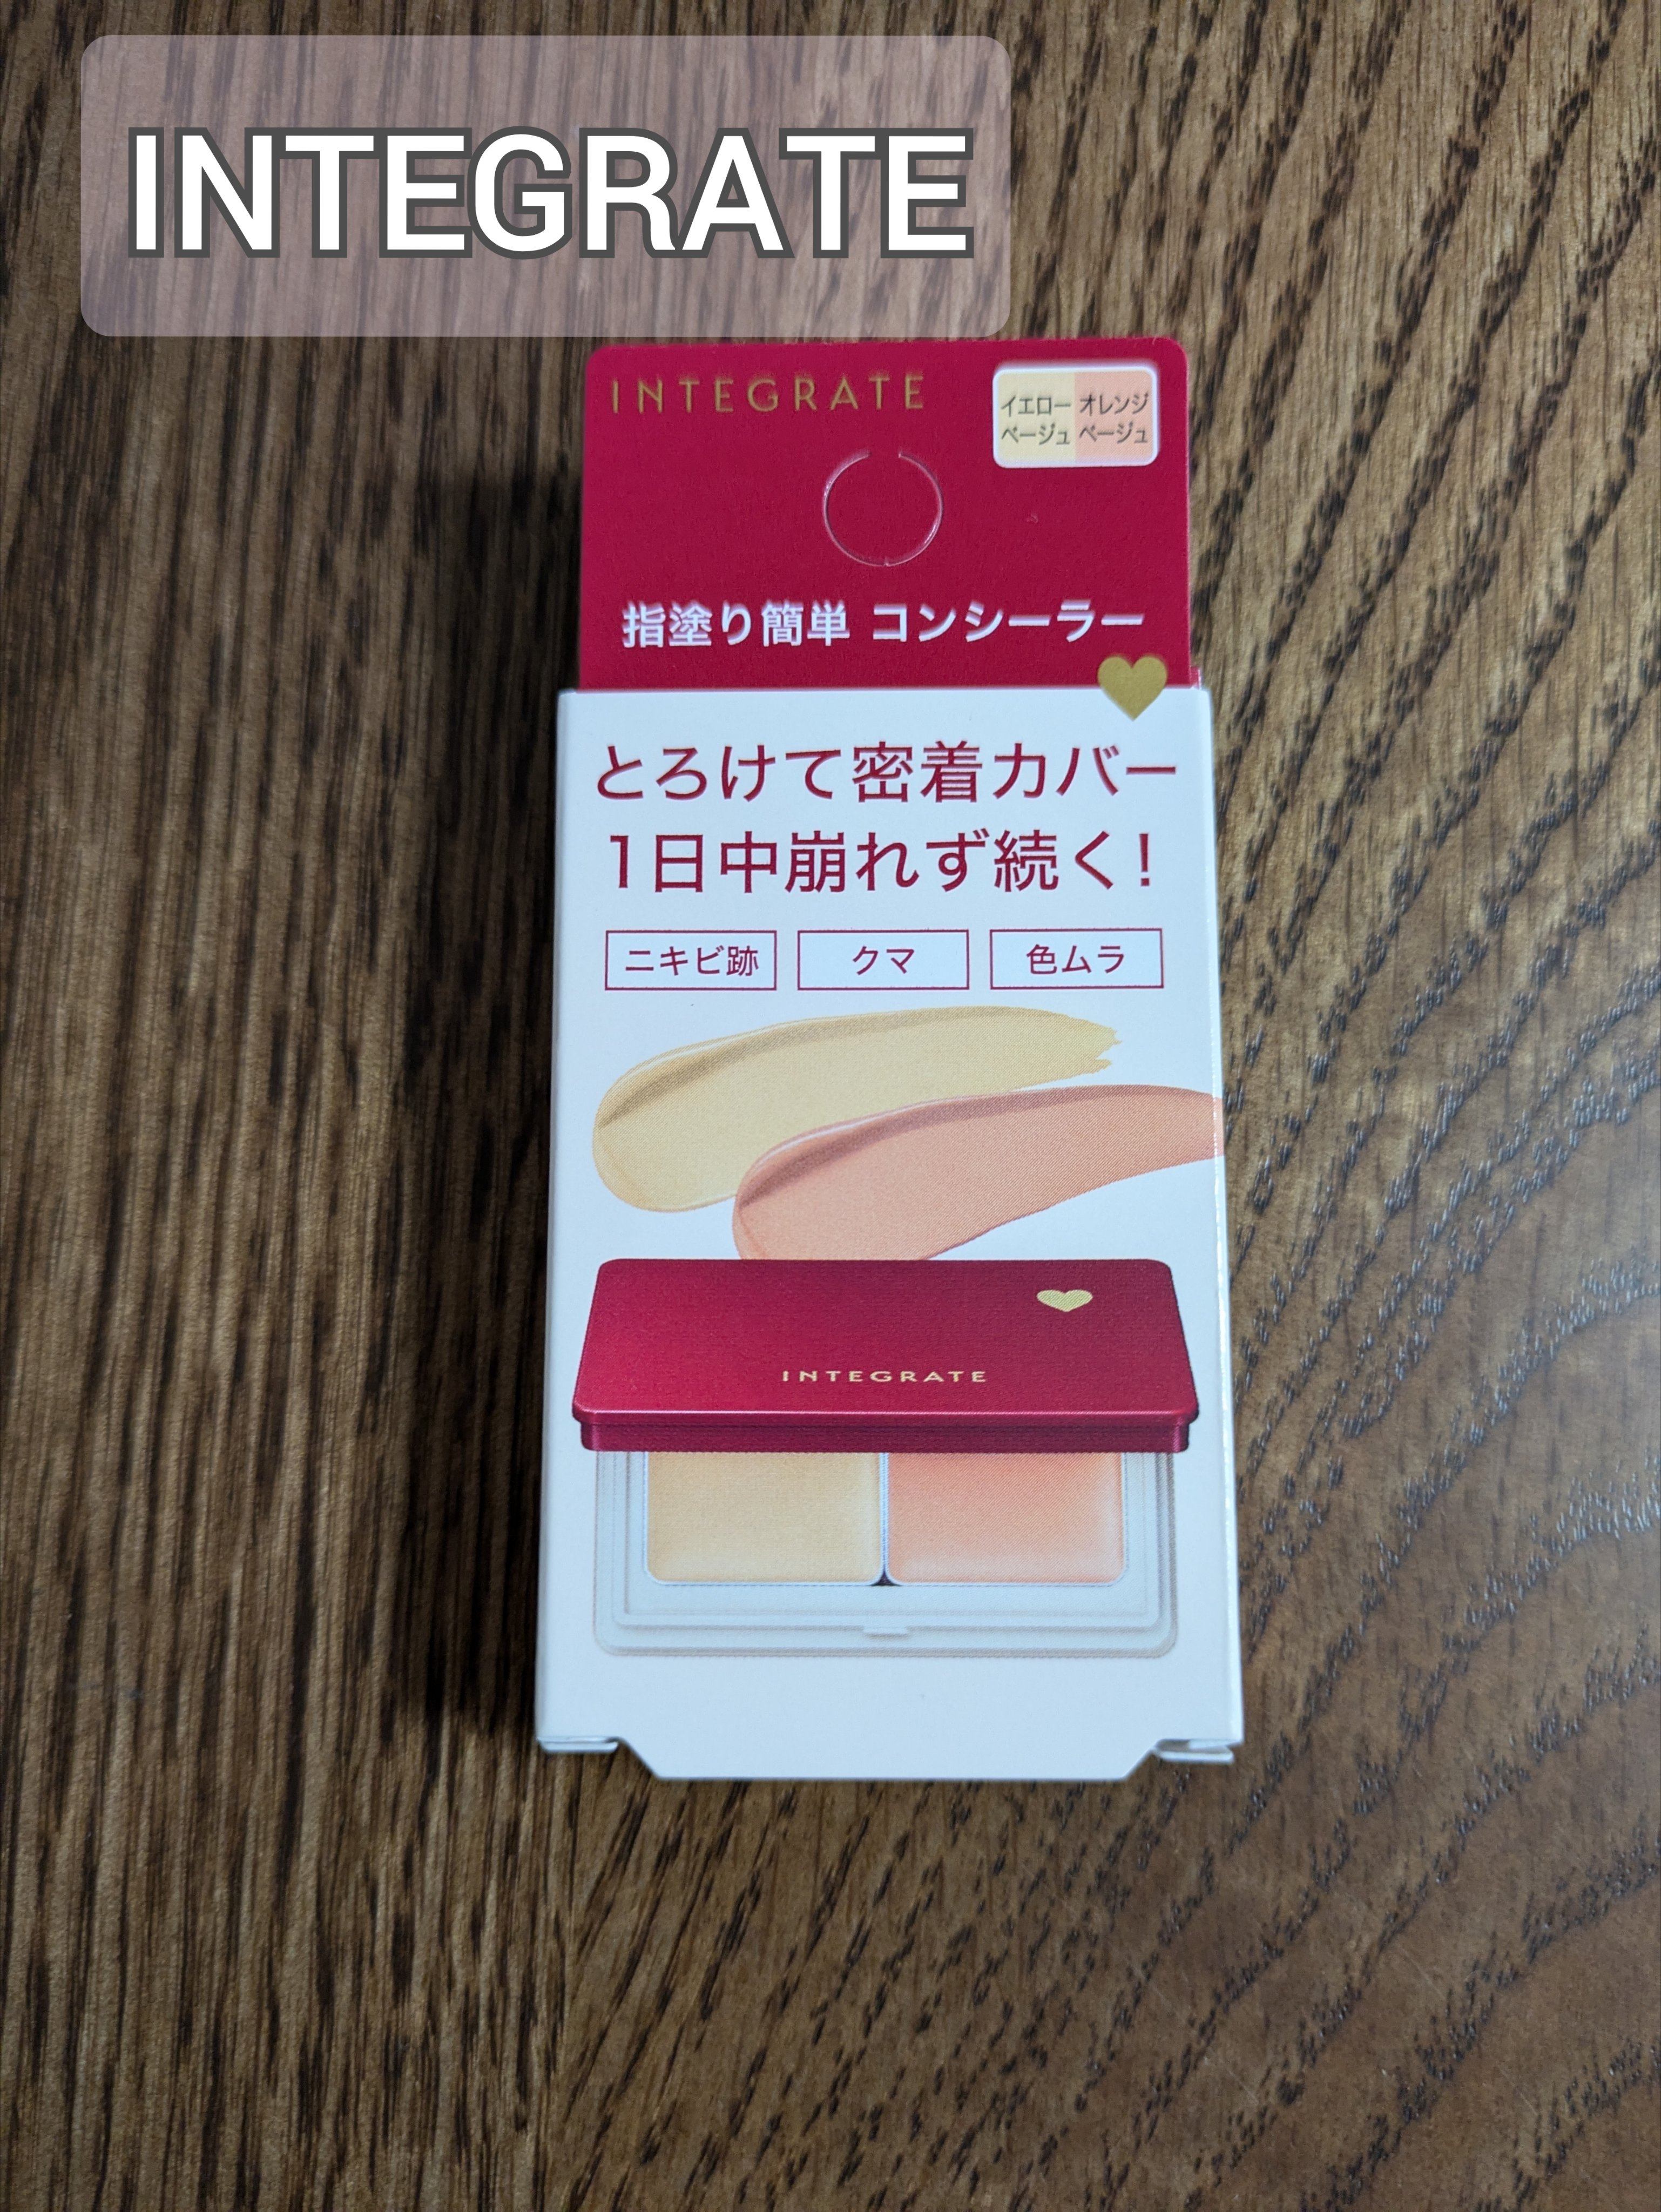 INTEGRATE
INTEGRATE
イエロー オレンジ
ベージュ ベージュ
指塗り簡単 コンシーラー
とろけて密着カバー
1日中崩れず続く!
ニキビ跡 クマ 色ムラ
INTEGRATE